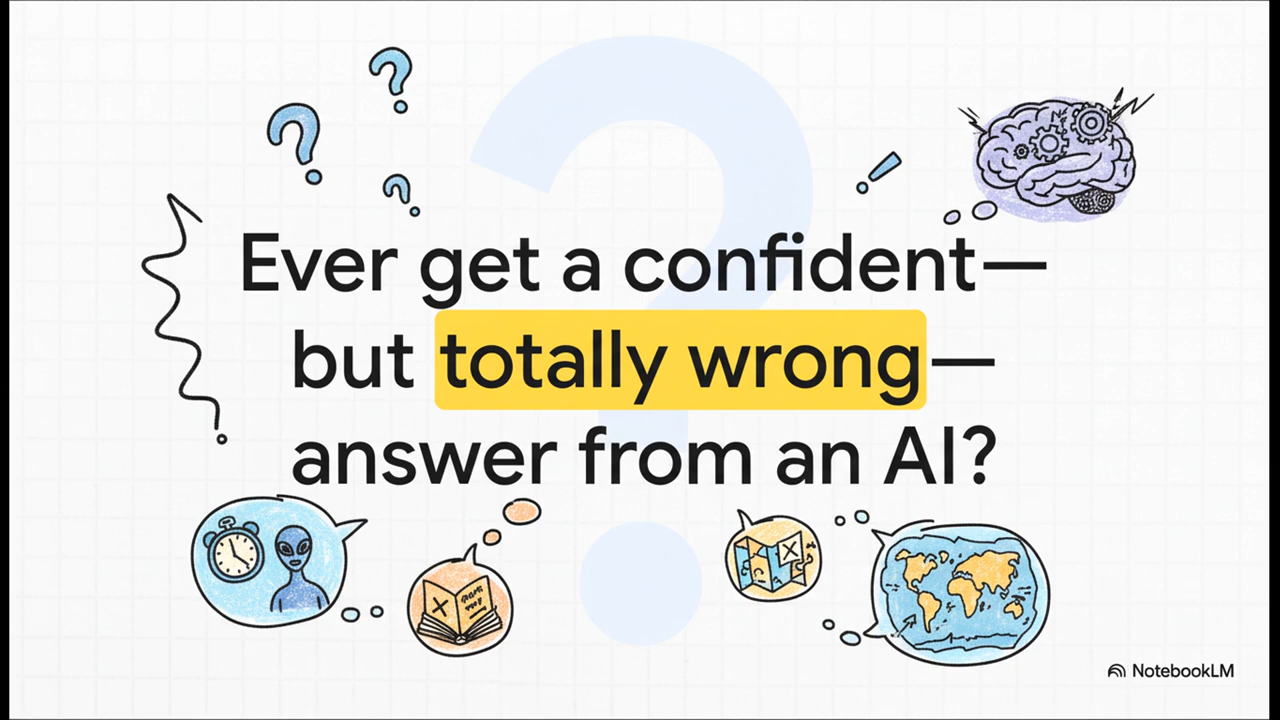 Ever get a confident—
but totally wrong—
answer from an AI?
NotebookLM